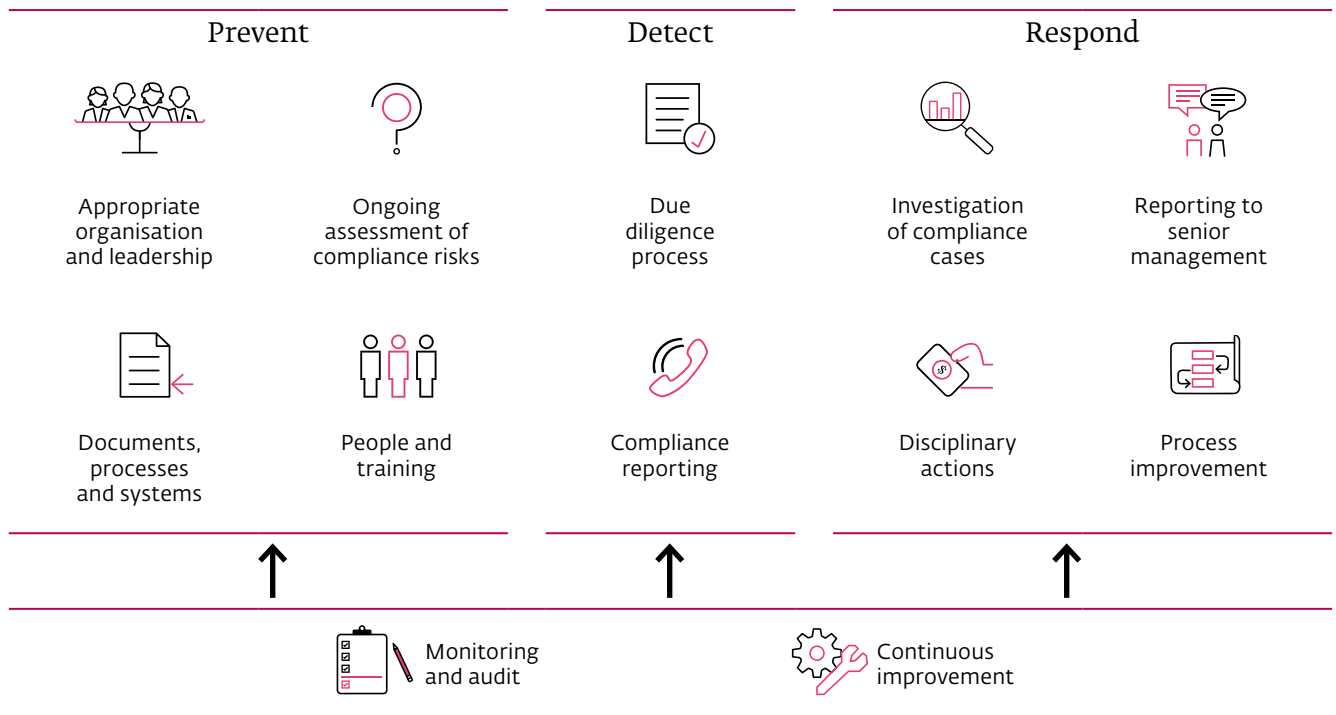 Prevent
Appropriate
organisation
and leadership
Ongoing
assessment of
compliance risks
Documents,
processes
and systems
People and
training
Detect
Due
diligence
process
Compliance
reporting
Respond
Investigation
of compliance
cases
Reporting to
senior
management
Disciplinary
actions
Process
improvement
Monitoring
and audit
Continuous
improvement